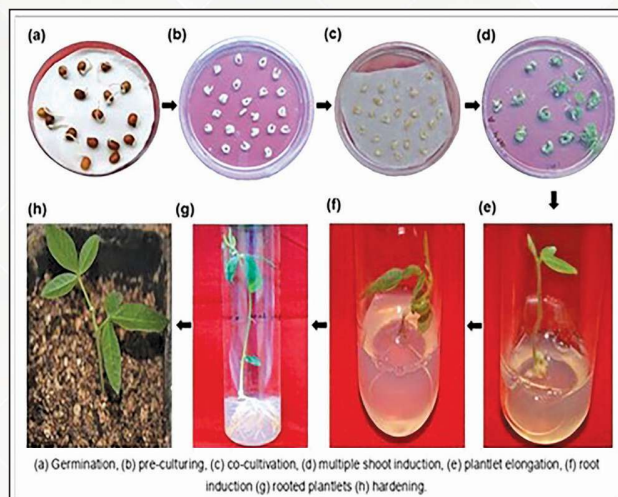 (a)
(b)
(c)
(d)
(h)
(g)
(f)
(e)
(a) Germination, (b) pre-culturing, (c) co-cultivation, (d) multiple shoot induction, (e) plantlet elongation, (f) root
induction (g) rooted plantlets (h) hardening.